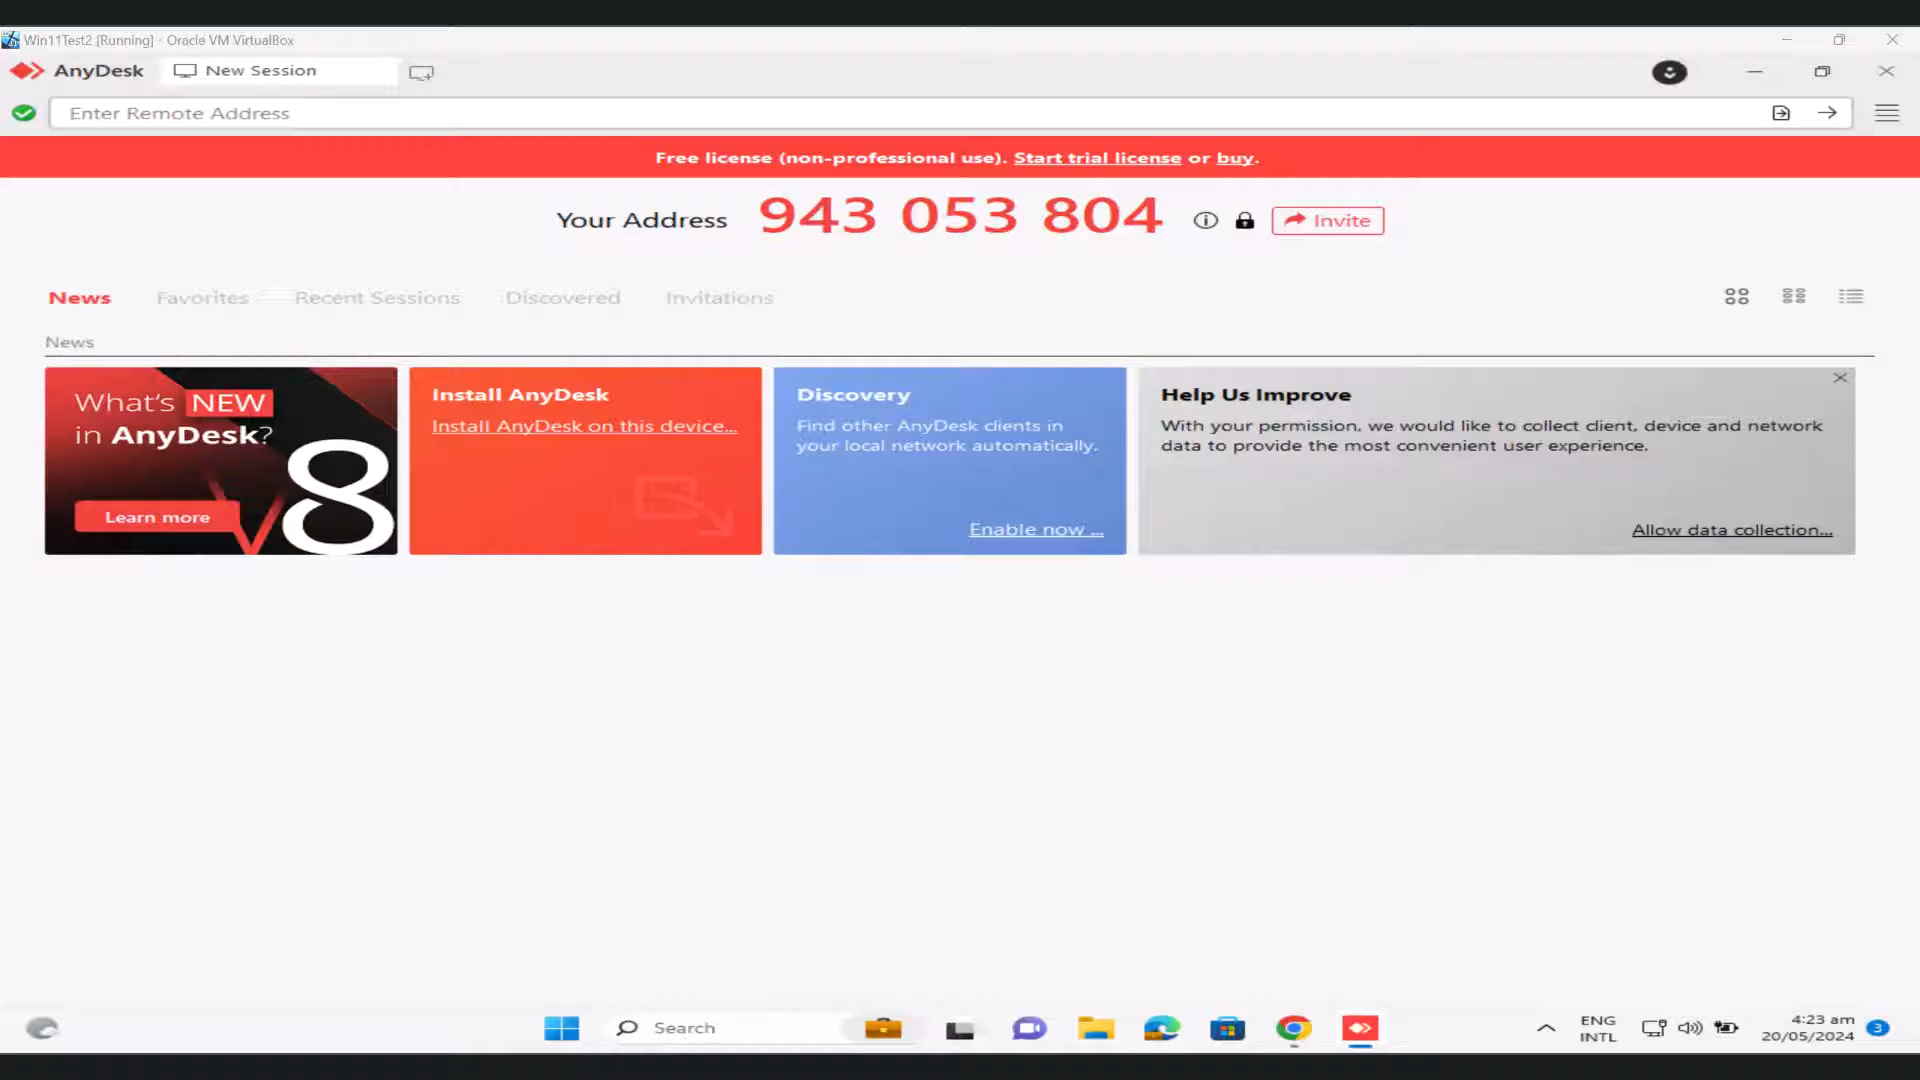 Win11Test2 [Running] - Oracle VM VirtualBox
AnyDesk
New Session
Enter Remote Address
Free license (non-professional use). Start trial license or buy.
Your Address 943 053 804 Invite
News Favorites Recent Sessions Discovered Invitations
News
What's NEW
in AnyDesk?
Learn more
V8
Install AnyDesk
Install AnyDesk on this device...
Discovery
Find other AnyDesk clients in
your local network automatically.
Enable now ...
Help Us Improve
With your permission, we would like to collect client, device and network
data to provide the most convenient user experience.
Allow data collection...
Search
ENG
INTL
4:23 am
20/05/2024
3